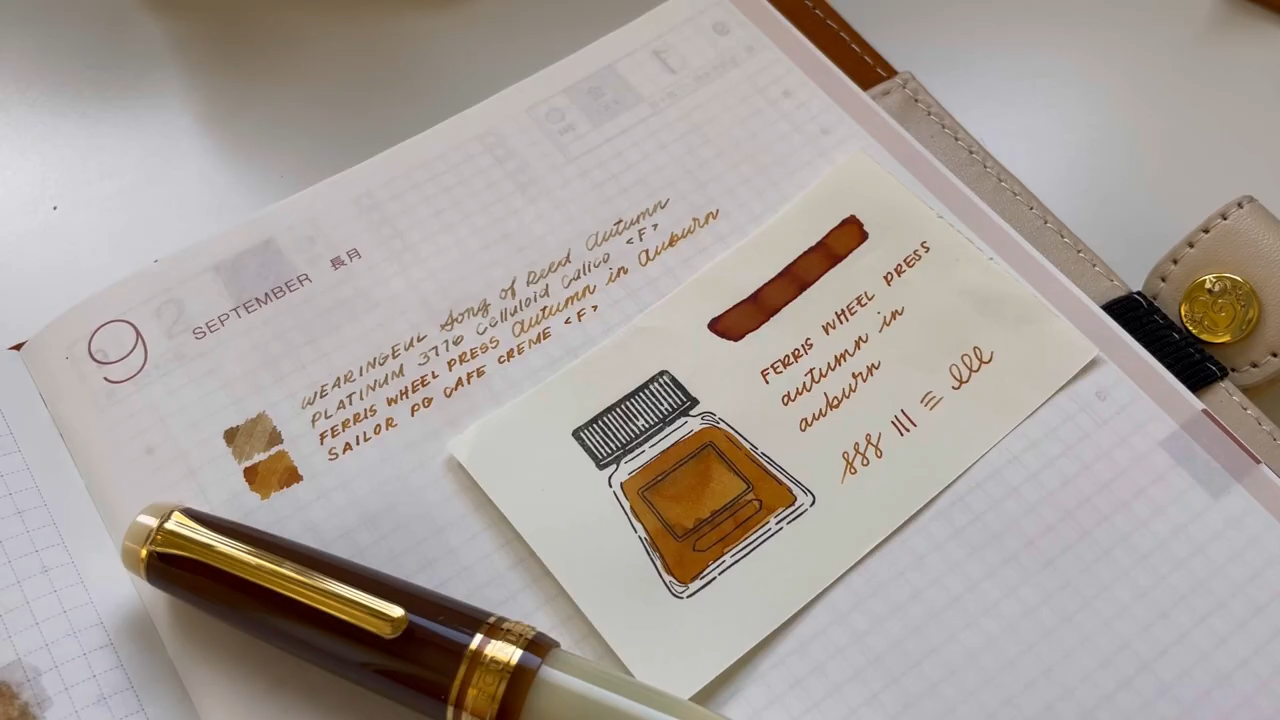 9
SEPTEMBER 長月
WEARINGEUL Song of Reed Autumn
PLATINUM 3776 celluloid calico <F>
FERRIS WHEEL PRESS autumn in auburn
SAILOR PG CAFE CREME <F>
FERRIS WHEEL PRESS
autumn in
auburn